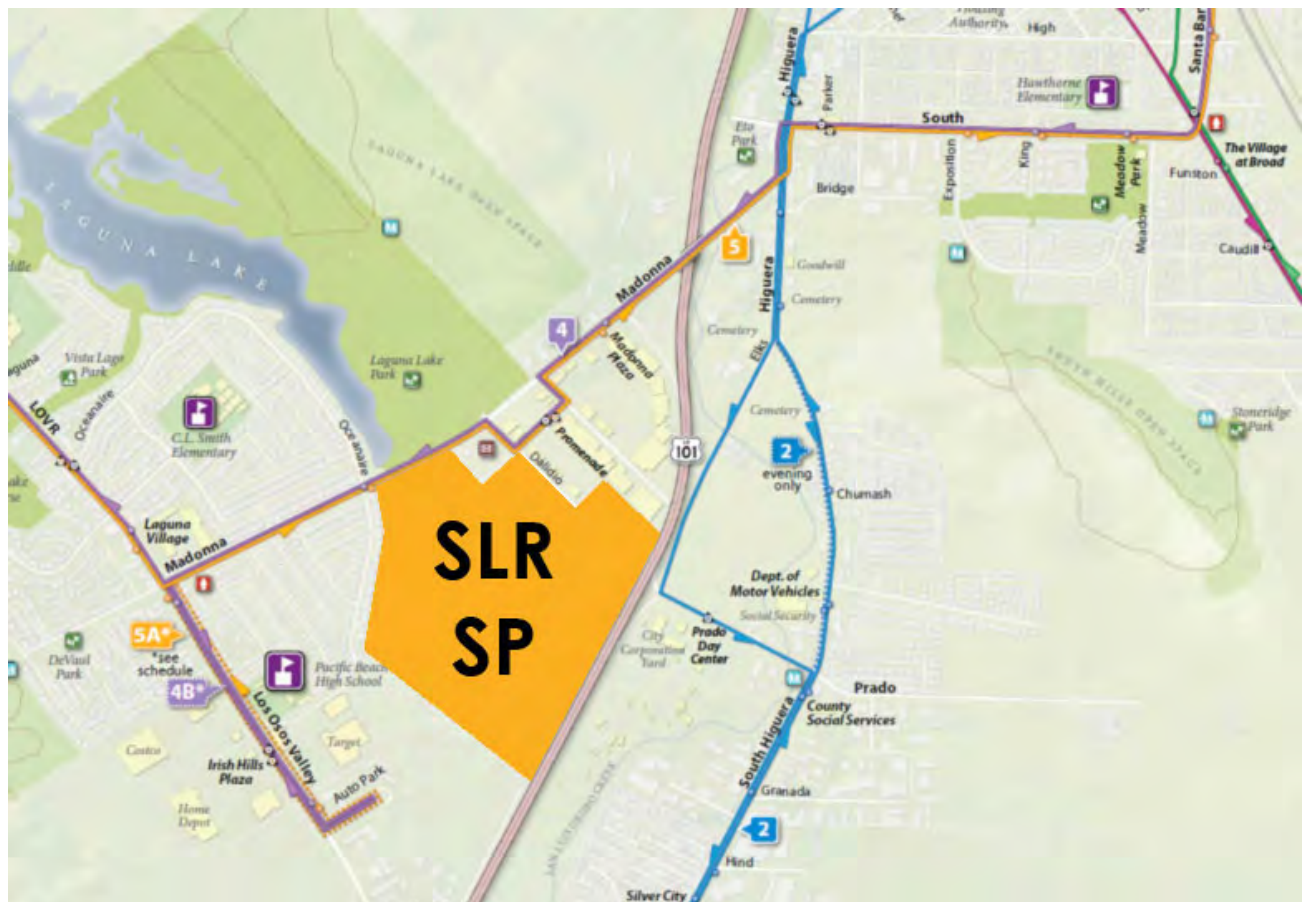 Higuera
Housing
Authority
High
Santa Bar
Parker
Hawthorne
Elementary
South
Eto
Park
LAGUNA LAKE OPEN SPACE
Exposition
King
Meadow
Park
Meadow
The Village
at Broad
Funston
Bridge
Caudill
LAGUNA LAKE
5
Madonna
Higuera
Goodwill
Cemetery
4
Cemetery
Madonna
Plaza
Elks
Vista Lago
Park
Laguna Lake
Park
SOUTH HILLS OPEN SPACE
Stoneridge
Park
LOVR
Oceanaire
C.L. Smith
Elementary
Oceanaire
Cemetery
Promenade
101
Dalidio
2
evening
only
Chumash
Laguna
Village
Madonna
SLR
SP
Dept. of
Motor Vehicles
Social Security
5A*
*see
schedule
DeVaul
Park
Pacific Beach
High School
City
Corporation
Yard
Prado
Day
Center
4B*
Prado
County
Social Services
Los Osos Valley
Costco
Target
Irish Hills
Plaza
South Higuera
Auto Park
Home
Depot
Granada
SAN LUIS OBISPO CREEK
2
Hind
Silver City